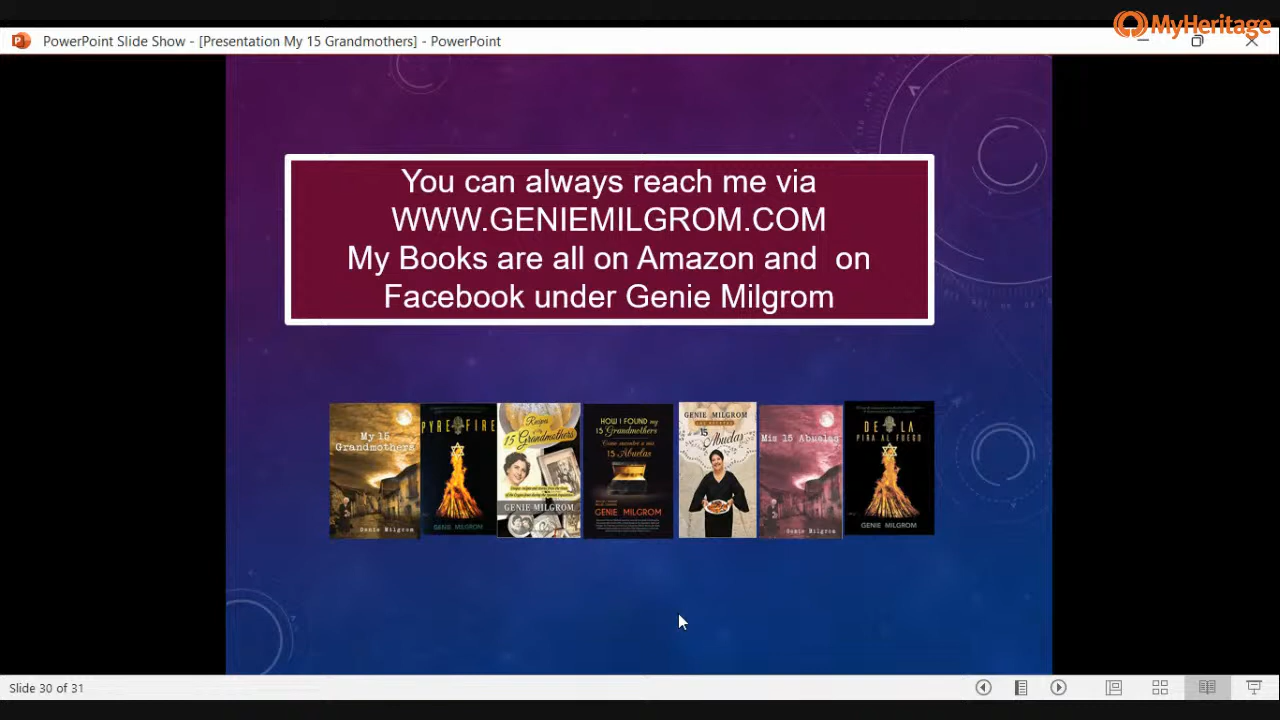 MyHeritage
PowerPoint Slide Show - [Presentation My 15 Grandmothers] - PowerPoint
You can always reach me via
WWW.GENIEMILGROM.COM
My Books are all on Amazon and on
Facebook under Genie Milgrom
My 15
Grandmothers
Genie Milgrom
PYRE FIRE
GENIE MILGROM
15 Grandmothers
GENIE MILGROM
HOW I FOUND my
15 Grandmothers
Como encontré a mis
15 Abuelas
GENIE MILGROM
GENIE MILGROM
15
Abuelas
Mis 15 Abuelas
Genie Milgrom
DE LA
PIRA AL FUEGO
GENIE MILGROM
Slide 30 of 31